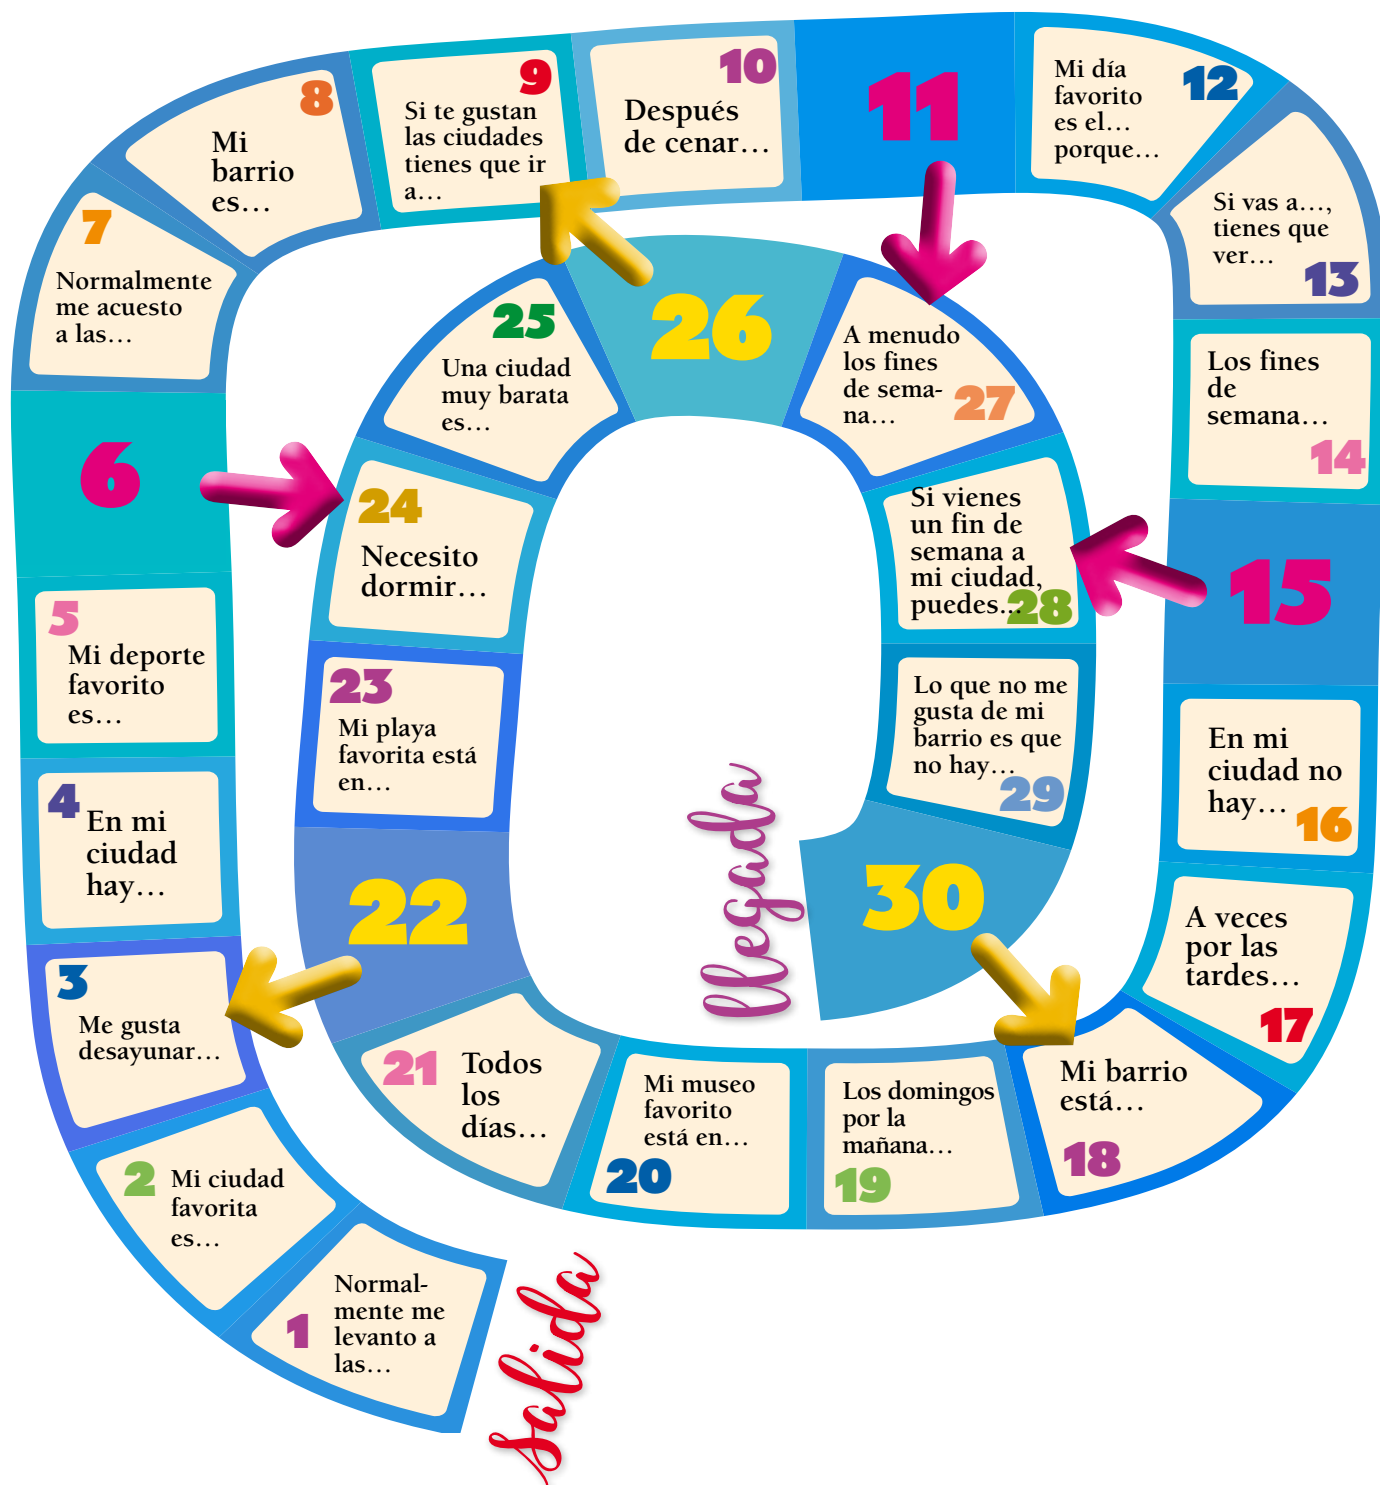 salida
1
Normal-
mente me
levanto a
las…
2
Mi ciudad
favorita
es…
3
Me gusta
desayunar…
4
En mi
ciudad
hay…
5
Mi deporte
favorito
es…
6
7
Normalmente
me acuesto
a las…
8
Mi
barrio
es…
9
Si te gustan
las ciudades
tienes que ir
a…
10
Después
de cenar…
11
12
Mi día
favorito
es el…
porque…
13
Si vas a…,
tienes que
ver…
14
Los fines
de
semana…
15
16
En mi
ciudad no
hay…
17
A veces
por las
tardes…
18
Mi barrio
está…
19
Los domingos
por la
mañana…
20
Mi museo
favorito
está en…
21
Todos
los
días…
22
23
Mi playa
favorita está
en…
24
Necesito
dormir…
25
Una ciudad
muy barata
es…
26
27
A menudo
los fines
de sema-
na…
28
Si vienes
un fin de
semana a
mi ciudad,
puedes…
29
Lo que no me
gusta de mi
barrio es que
no hay…
30
llegada